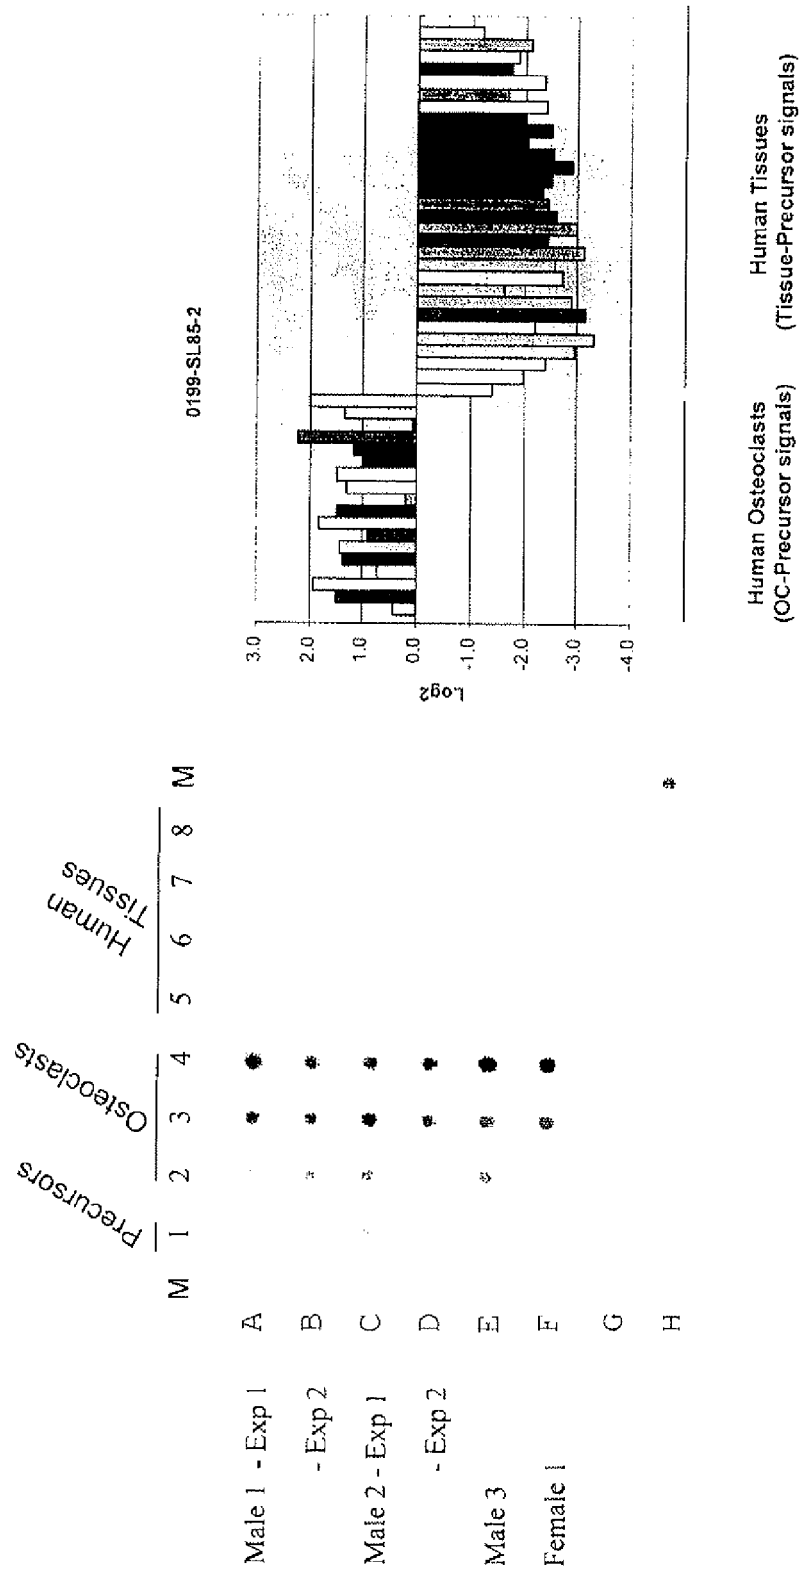 Precursors
Osteoclasts
Human
Tissues
M 1 2 3 4 5 6 7 8 M
Male 1 - Exp 1 A
- Exp 2 B
Male 2 - Exp 1 C
- Exp 2 D
Male 3 E
Female 1 F
G
H
0199-SL85-2
3.0
2.0
1.0
0.0
-1.0
-2.0
-3.0
-4.0
Log2
Human Osteoclasts
(OC-Precursor signals)
Human Tissues
(Tissue-Precursor signals)